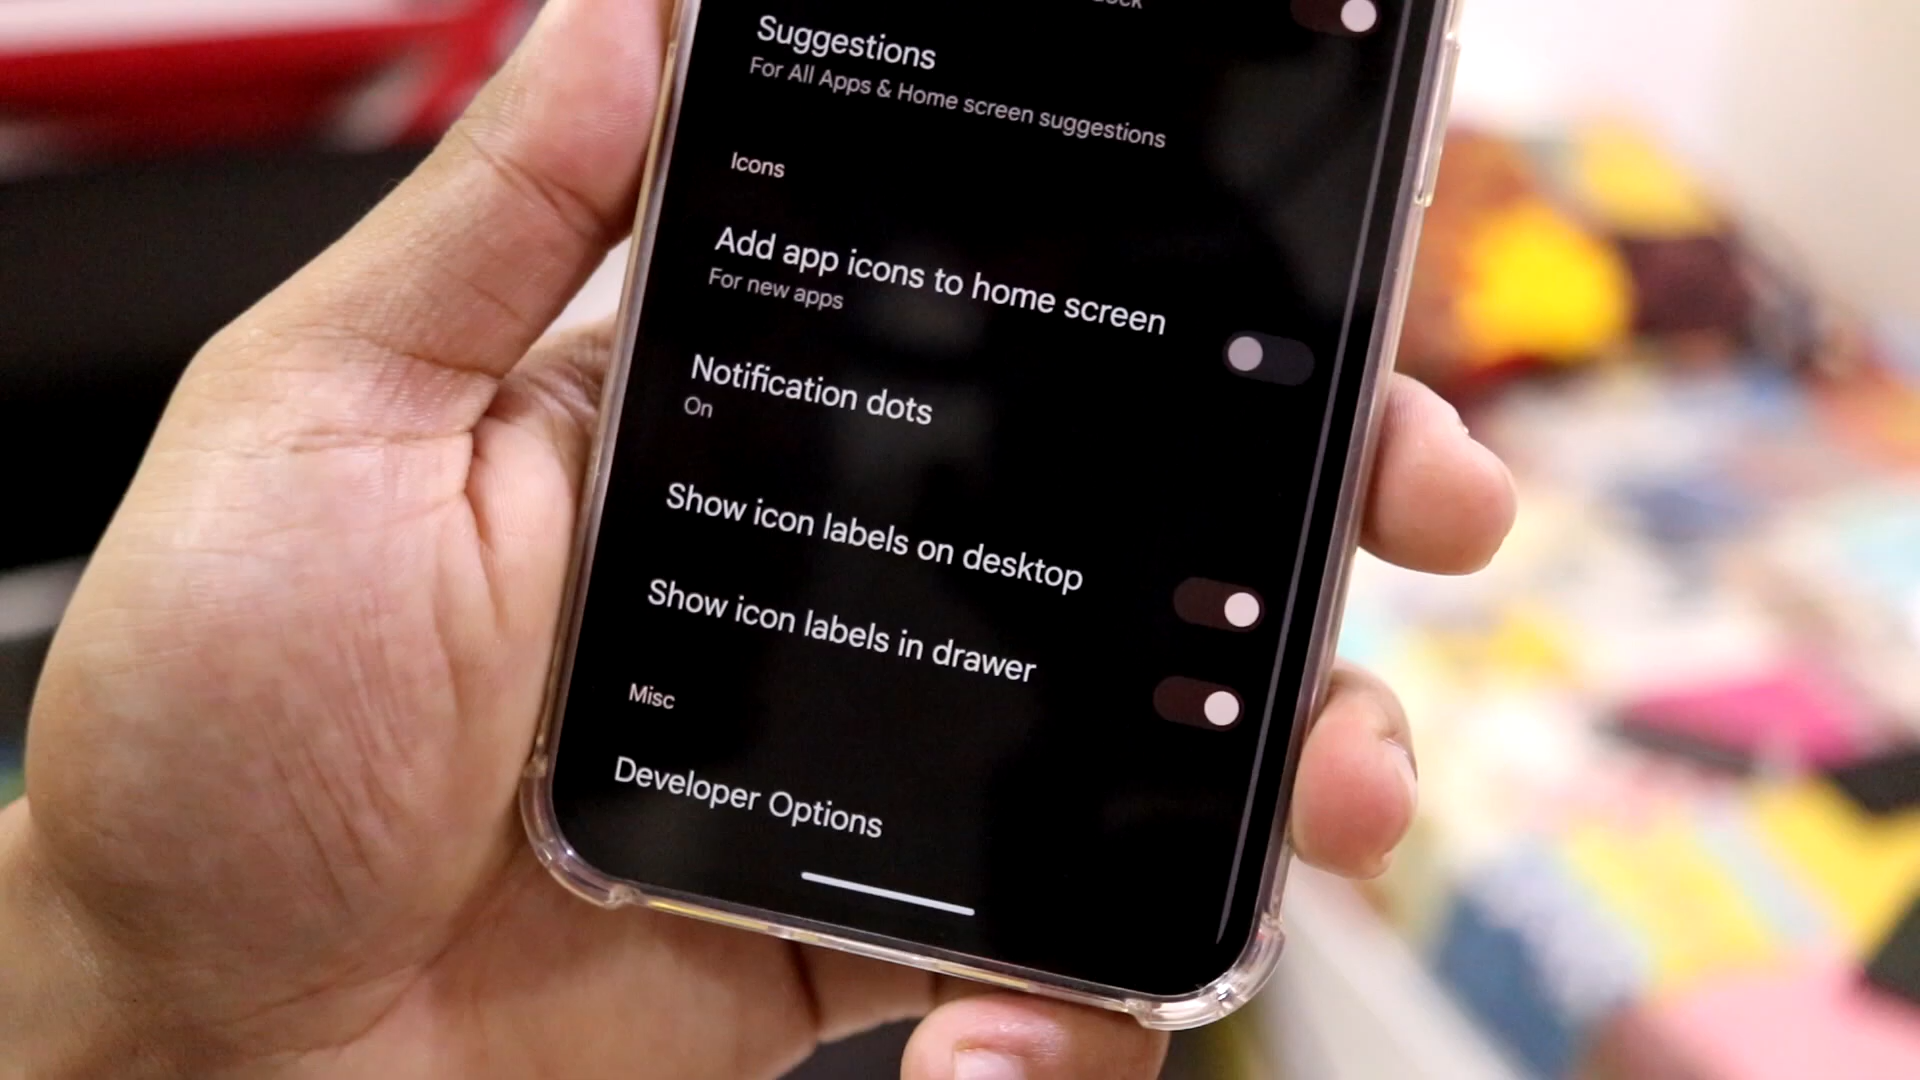 Suggestions
For All Apps & Home screen suggestions
Icons
Add app icons to home screen
For new apps
Notification dots
On
Show icon labels on desktop
Show icon labels in drawer
Misc
Developer Options